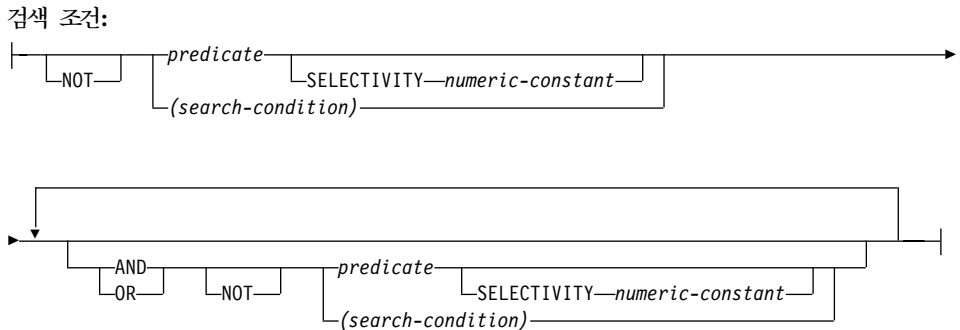 검색 조건:
predicate
NOT SELECTIVITY numeric-constant
(search-condition)
AND predicate
OR NOT SELECTIVITY numeric-constant
(search-condition)